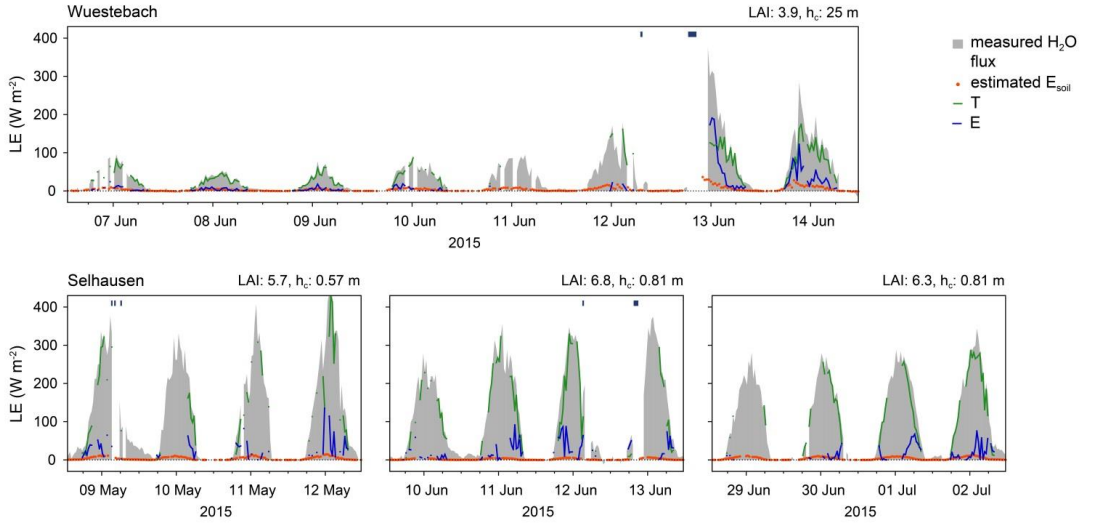 Wuestebach
LAI: 3.9, hc: 25 m
LE (W m-2)
400
300
200
100
0
07 Jun 08 Jun 09 Jun 10 Jun 11 Jun 12 Jun 13 Jun 14 Jun
2015
measured H2O
flux
estimated Esoil
T
E
Selhausen
LAI: 5.7, hc: 0.57 m
LAI: 6.8, hc: 0.81 m
LAI: 6.3, hc: 0.81 m
LE (W m-2)
400
300
200
100
0
09 May 10 May 11 May 12 May
10 Jun 11 Jun 12 Jun 13 Jun
29 Jun 30 Jun 01 Jul 02 Jul
2015
2015
2015